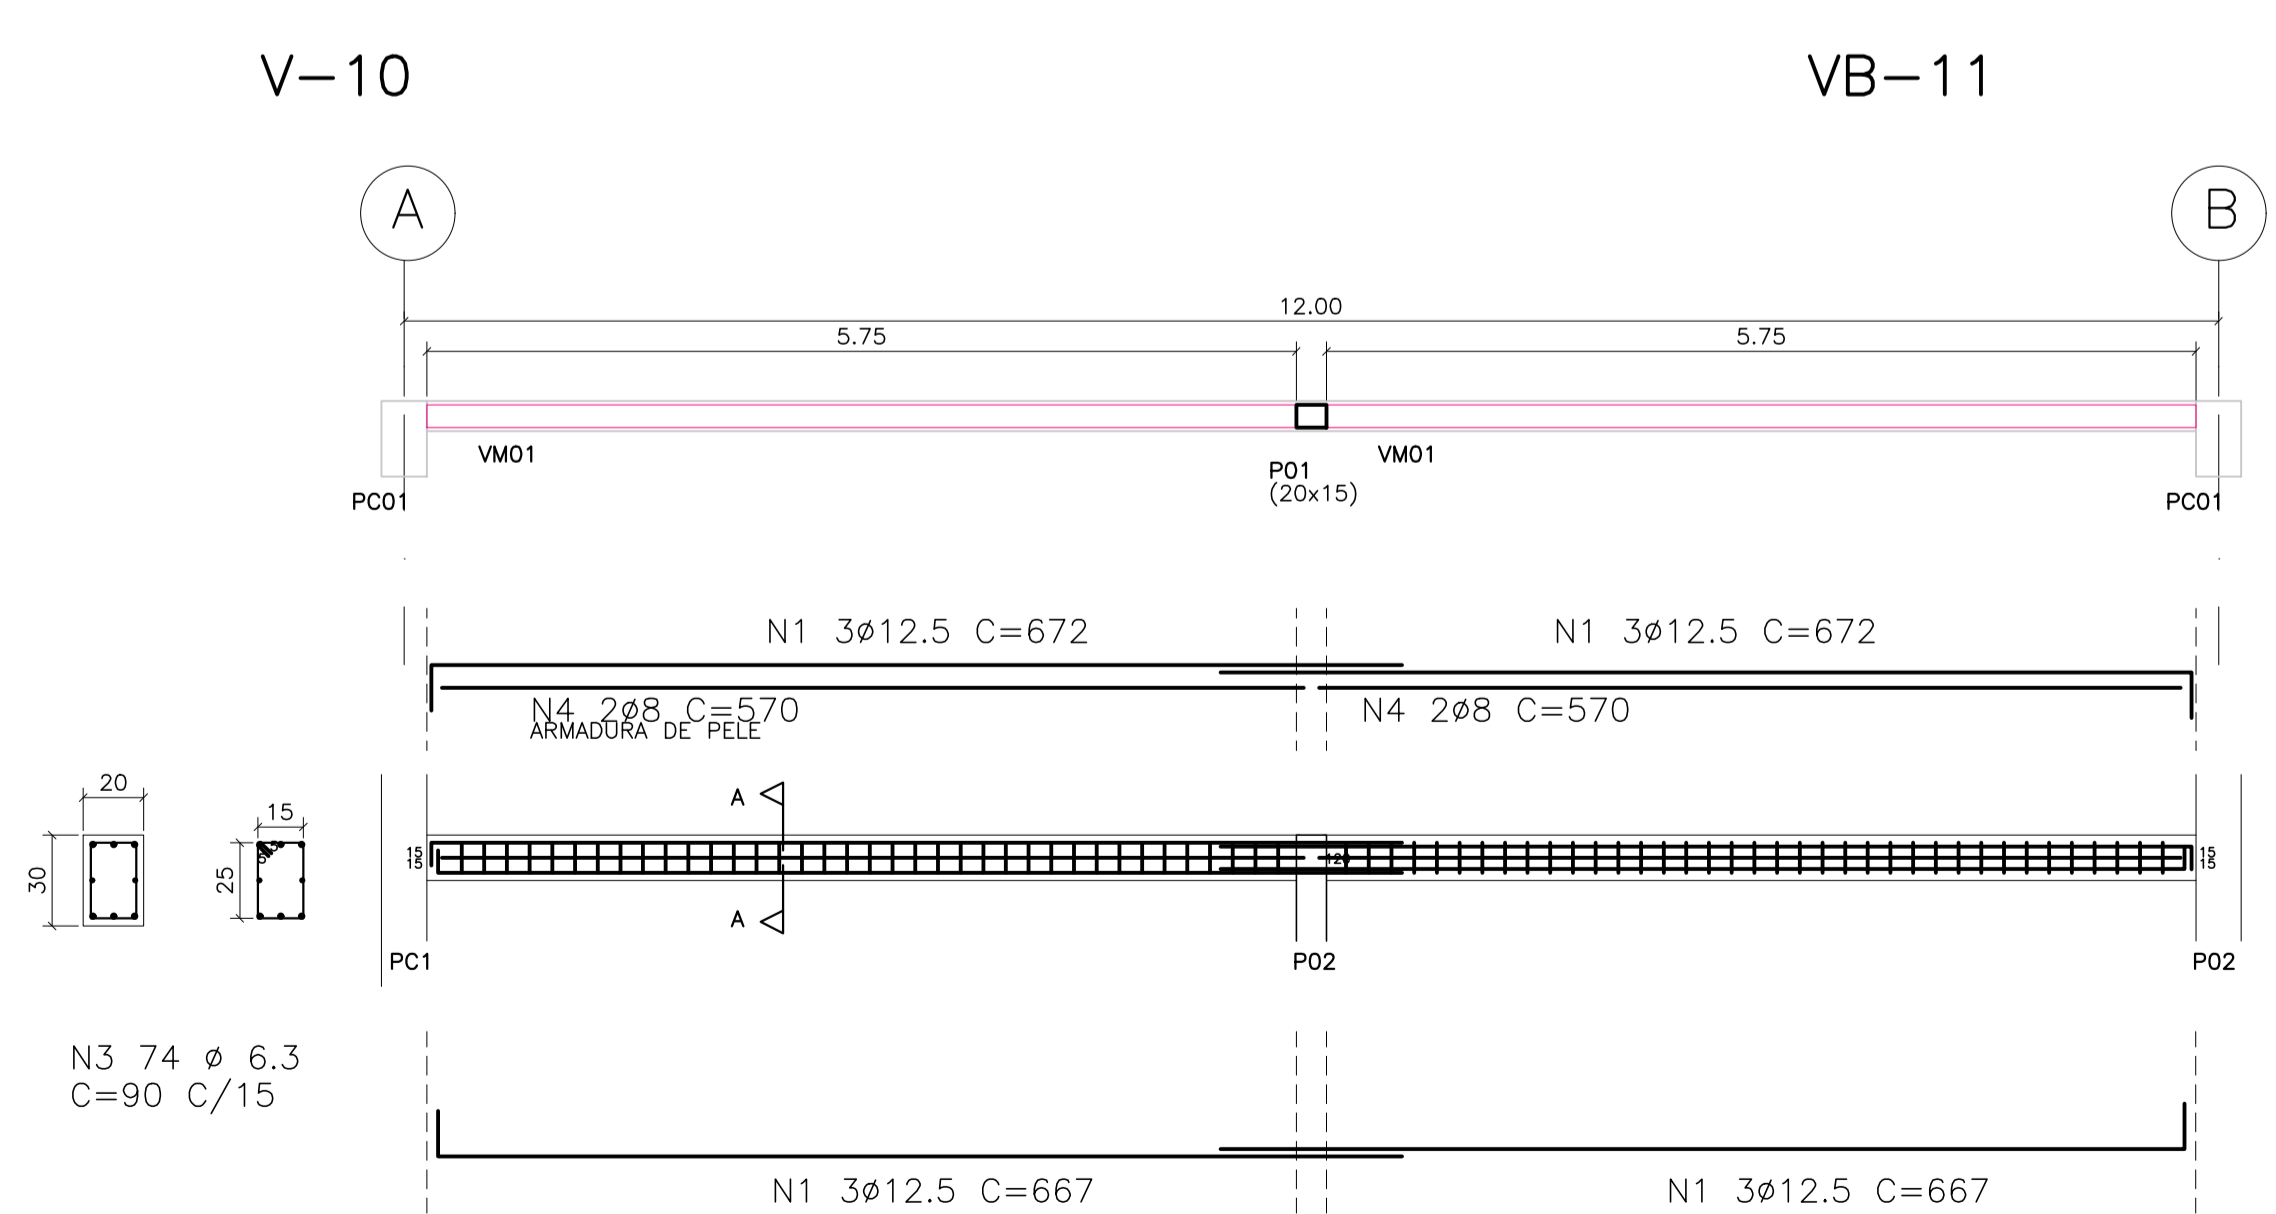 V-10
VB-11
A
B
12.00
5.75
5.75
VM01
P01
(20x15)
VM01
PC01
PC01
N1 3ø12.5 C=672
N1 3ø12.5 C=672
N4 2ø8 C=570
ARMADURA DE PELE
N4 2ø8 C=570
20
15
30
25
A
A
15
15
120
15
15
PC1
P02
P02
N3 74 ø 6.3
C=90 C/15
N1 3ø12.5 C=667
N1 3ø12.5 C=667